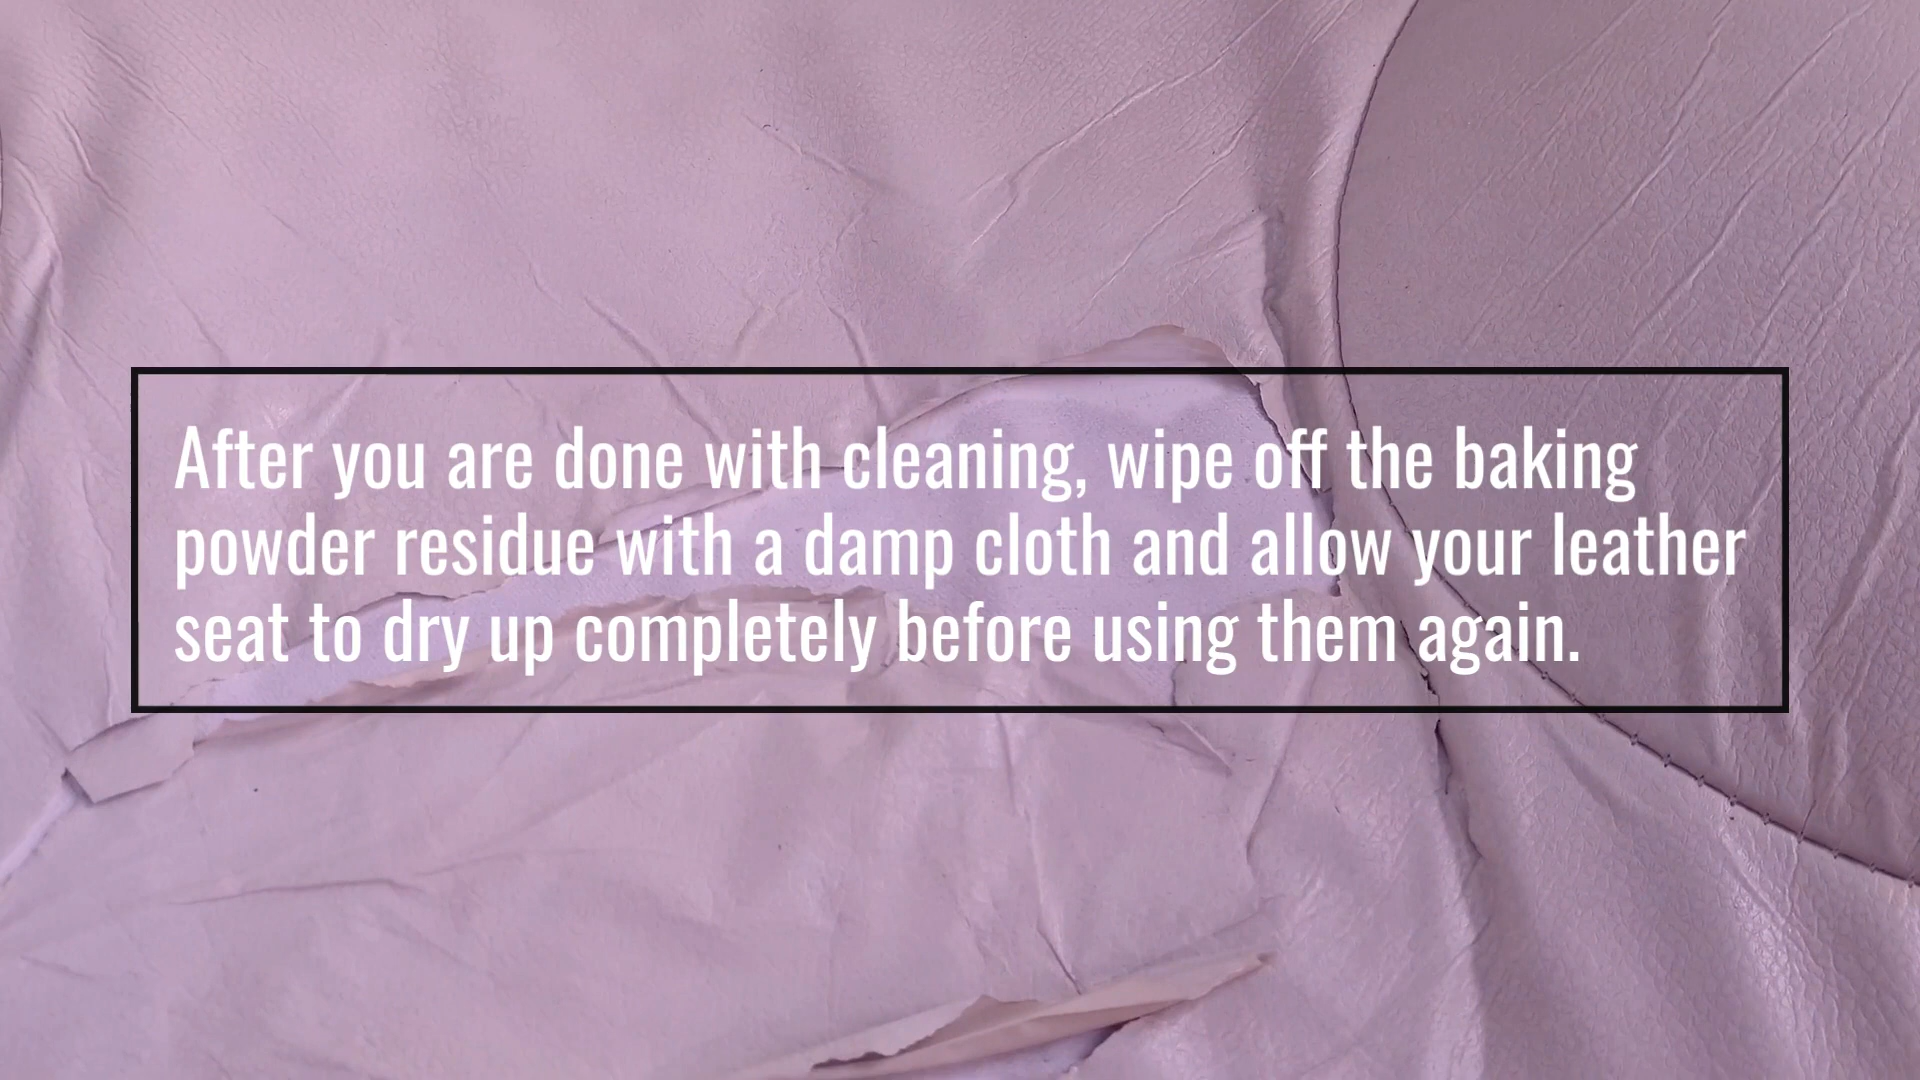 After you are done with cleaning, wipe off the baking
powder residue with a damp cloth and allow your leather
seat to dry up completely before using them again.